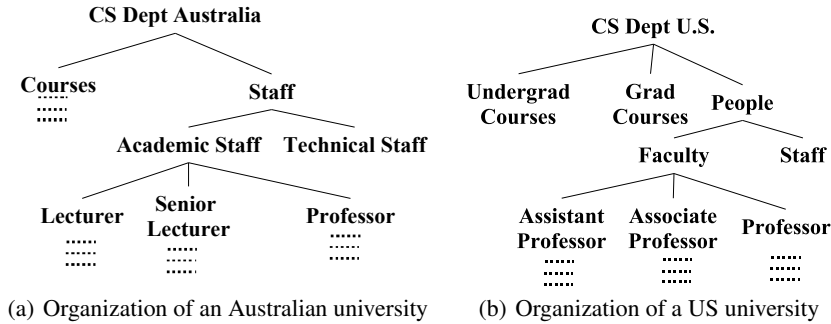 CS Dept Australia
Courses
Staff
Academic Staff
Technical Staff
Lecturer
Senior
Lecturer
Professor
(a) Organization of an Australian university
CS Dept U.S.
Undergrad
Courses
Grad
Courses
People
Faculty
Staff
Assistant
Professor
Associate
Professor
Professor
(b) Organization of a US university